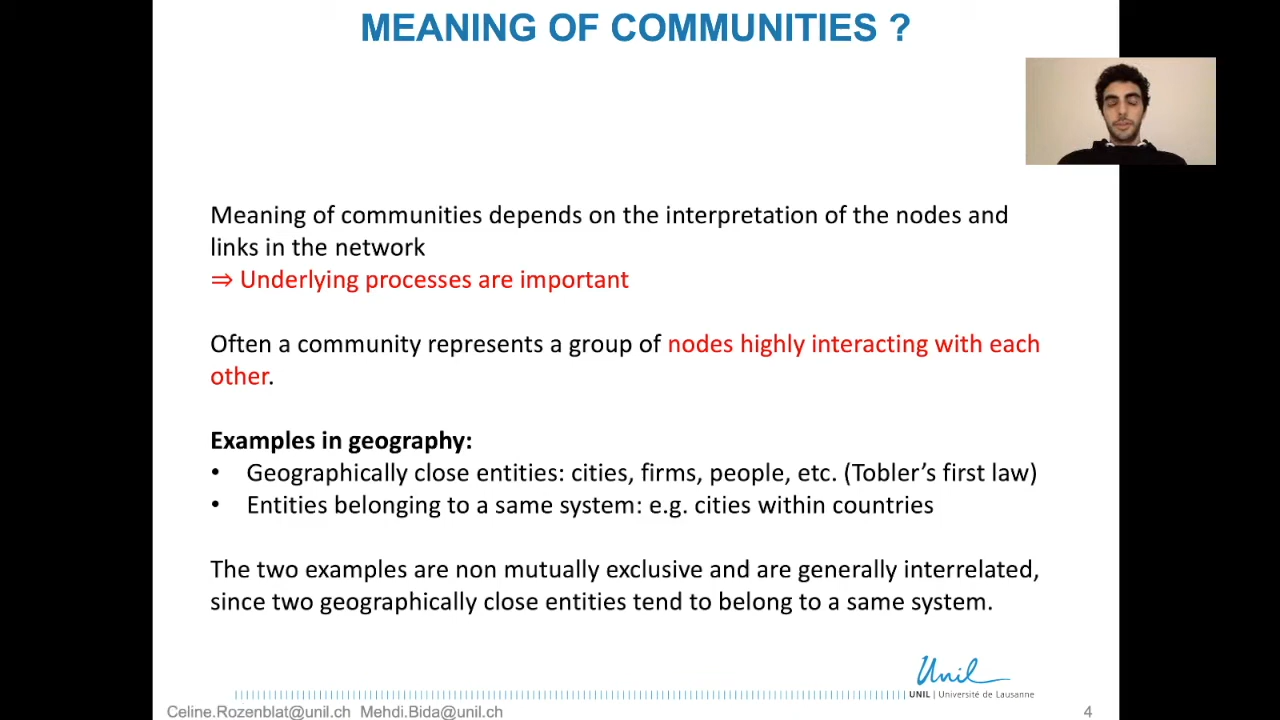 MEANING OF COMMUNITIES ?
Meaning of communities depends on the interpretation of the nodes and
links in the network
⇒ Underlying processes are important
Often a community represents a group of nodes highly interacting with each
other.
Examples in geography:
• Geographically close entities: cities, firms, people, etc. (Tobler’s first law)
• Entities belonging to a same system: e.g. cities within countries
The two examples are non mutually exclusive and are generally interrelated,
since two geographically close entities tend to belong to a same system.
Unil
UNIL | Université de Lausanne
Celine.Rozenblat@unil.ch Mehdi.Bida@unil.ch
4